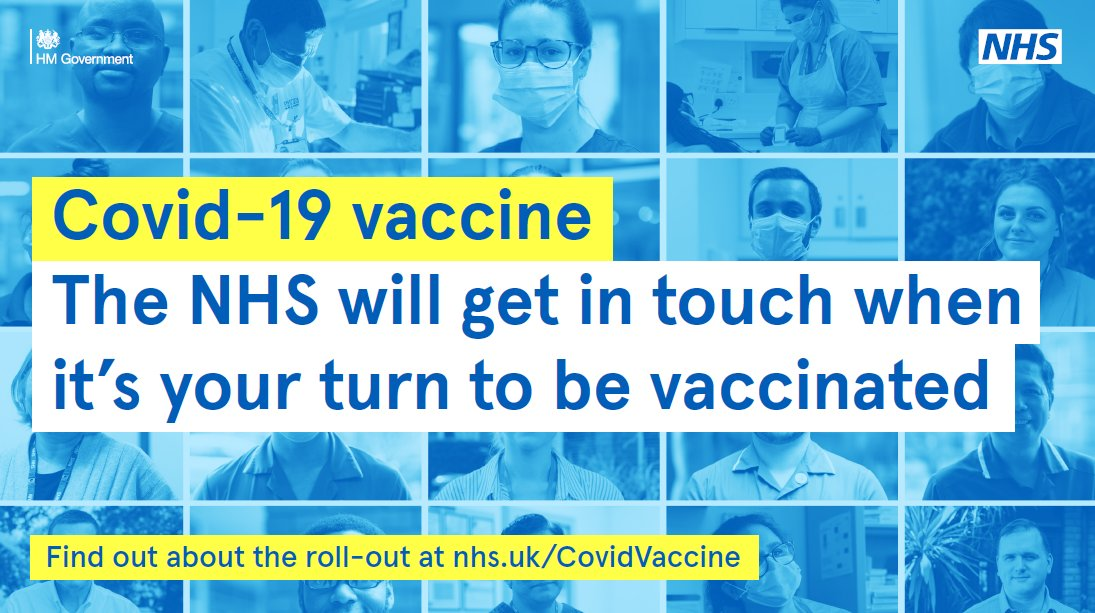 HM Government
NHS
Covid-19 vaccine
The NHS will get in touch when
it's your turn to be vaccinated
Find out about the roll-out at nhs.uk/CovidVaccine